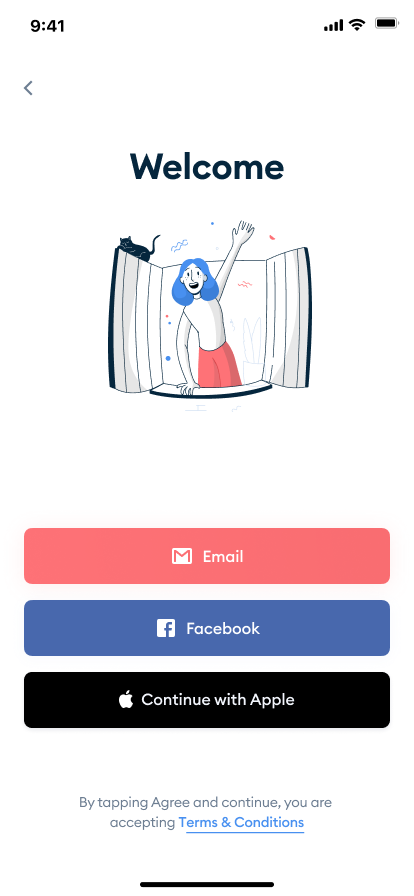 9:41
Welcome
Email
Facebook
Continue with Apple
By tapping Agree and continue, you are
accepting Terms & Conditions